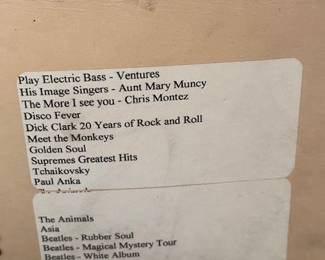 Play Electric Bass - Ventures
His Image Singers - Aunt Mary Muncy
The More I see you - Chris Montez
Disco Fever
Dick Clark 20 Years of Rock and Roll
Meet the Monkeys
Golden Soul
Supremes Greatest Hits
Tchaikovsky
Paul Anka
The Animals
Asia
Beatles - Rubber Soul
Beatles - Magical Mystery Tour
Beatles - White Album